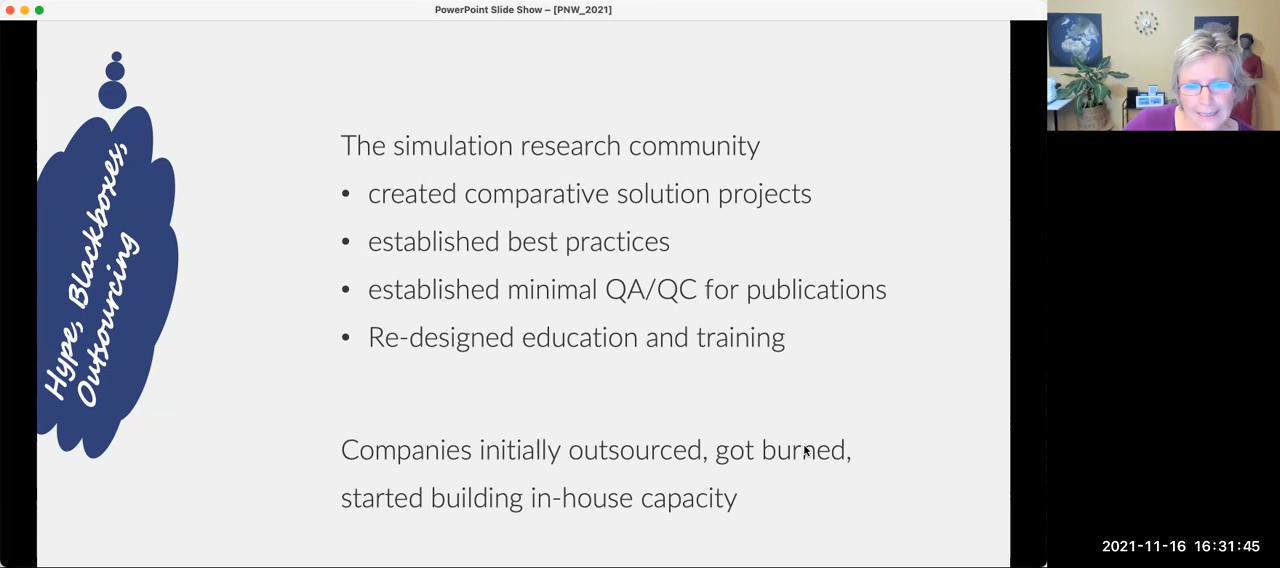 PowerPoint Slide Show – [PNW_2021]
Hype, Blackboxes,
Outsourcing
The simulation research community
• created comparative solution projects
• established best practices
• established minimal QA/QC for publications
• Re-designed education and training
Companies initially outsourced, got burned,
started building in-house capacity
2021-11-16 16:31:45